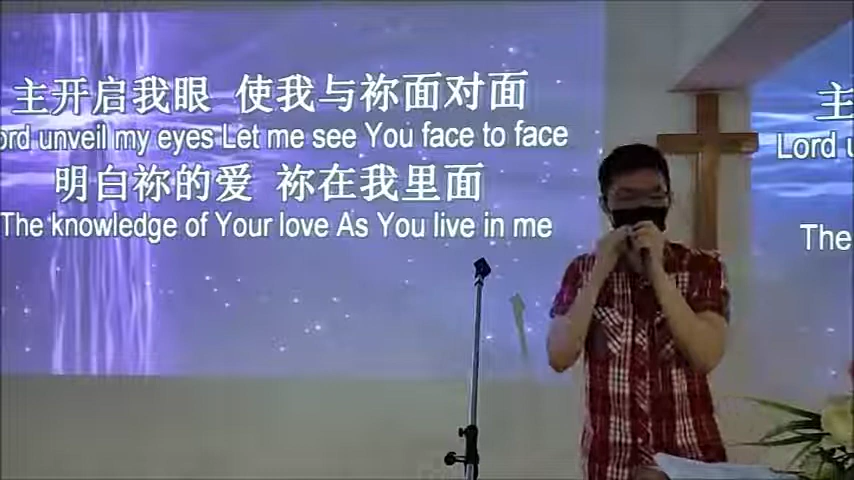 主开启我眼 使我与祢面对面
ord unveil my eyes Let me see You face to face
明白祢的爱 祢在我里面
The knowledge of Your love As You live in me
主
Lord u
The